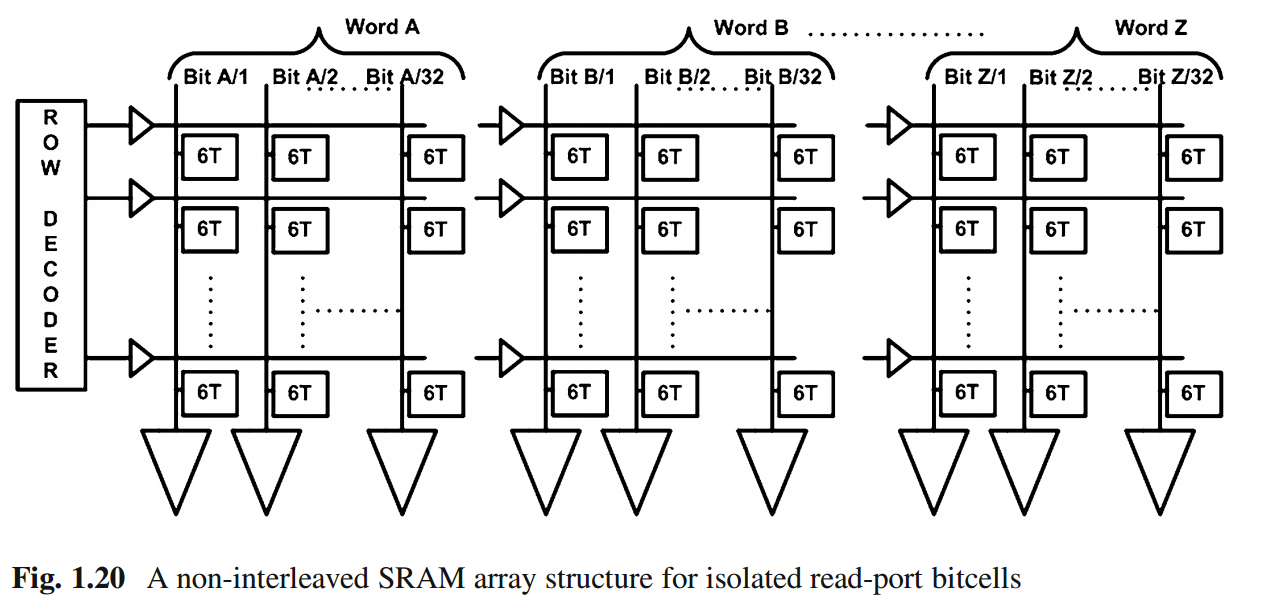 Word A Word B Word Z
Bit A/1 Bit A/2 Bit A/32 Bit B/1 Bit B/2 Bit B/32 Bit Z/1 Bit Z/2 Bit Z/32
ROW DECODER
6T 6T 6T 6T 6T 6T 6T 6T 6T
6T 6T 6T 6T 6T 6T 6T 6T 6T
6T 6T 6T 6T 6T 6T 6T 6T 6T
Fig. 1.20 A non-interleaved SRAM array structure for isolated read-port bitcells